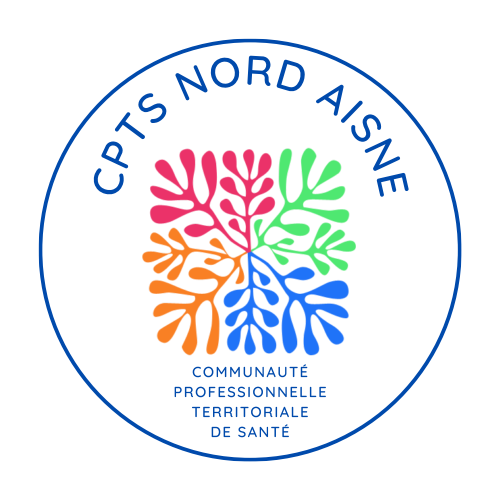 CPTS NORD AISNE
COMMUNAUTÉ
PROFESSIONNELLE
TERRITORIALE
DE SANTÉ